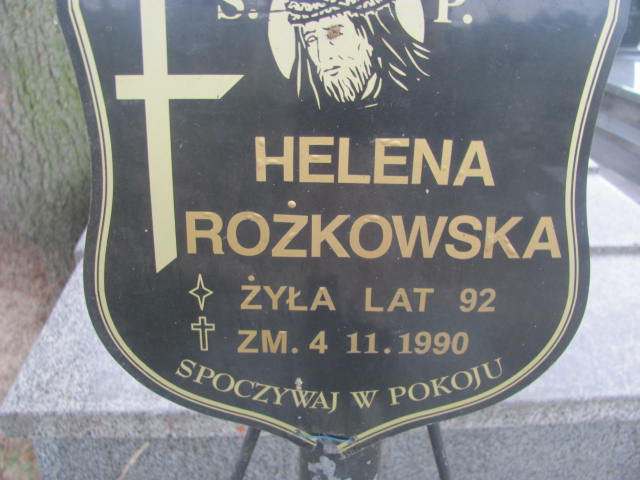 Ś. P.
HELENA
ROŻKOWSKA
ŻYŁA LAT 92
ZM. 4 11.1990
SPOCZYWAJ W POKOJU